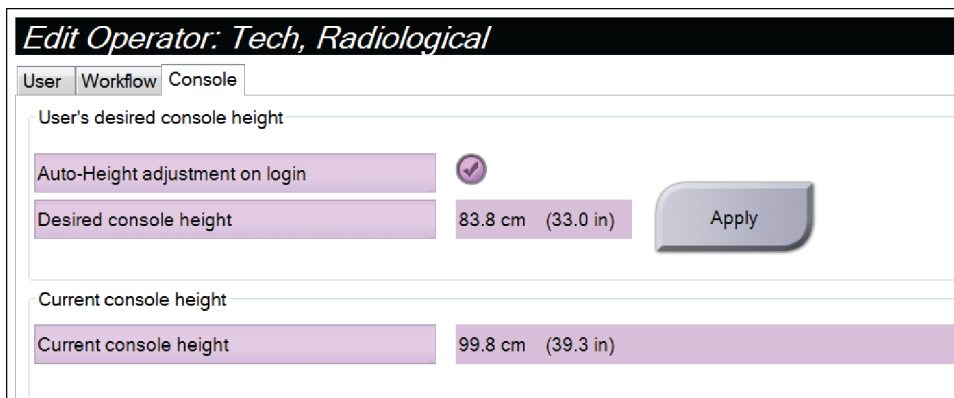 Edit Operator: Tech, Radiological
User Workflow Console
User's desired console height
Auto-Height adjustment on login
Desired console height 83.8 cm (33.0 in) Apply
Current console height
Current console height 99.8 cm (39.3 in)